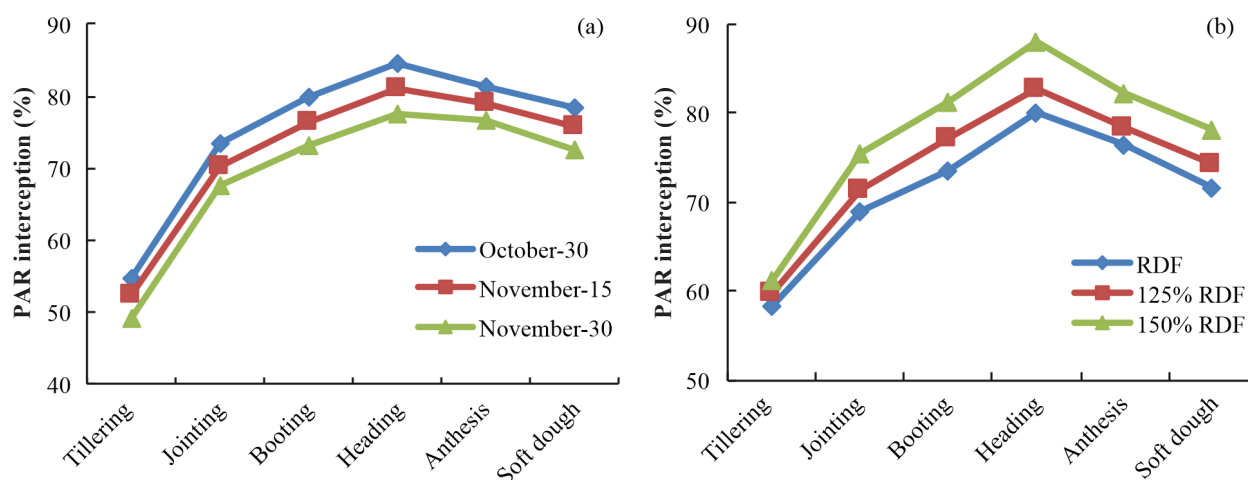 (a)
PAR interception (%)
90
80
70
60
50
40
October-30
November-15
November-30
Tillering
Jointing
Booting
Heading
Anthesis
Soft dough
(b)
PAR interception (%)
90
80
70
60
50
RDF
125% RDF
150% RDF
Tillering
Jointing
Booting
Heading
Anthesis
Soft dough